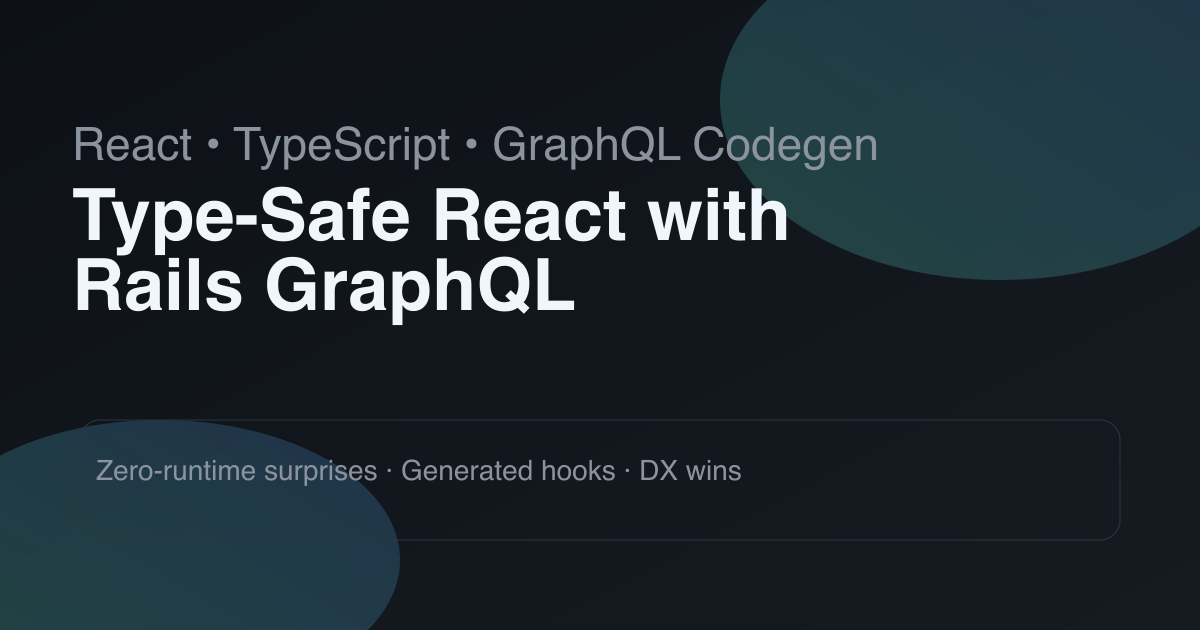 React • TypeScript • GraphQL Codegen
Type-Safe React with
Rails GraphQL
Zero-runtime surprises · Generated hooks · DX wins